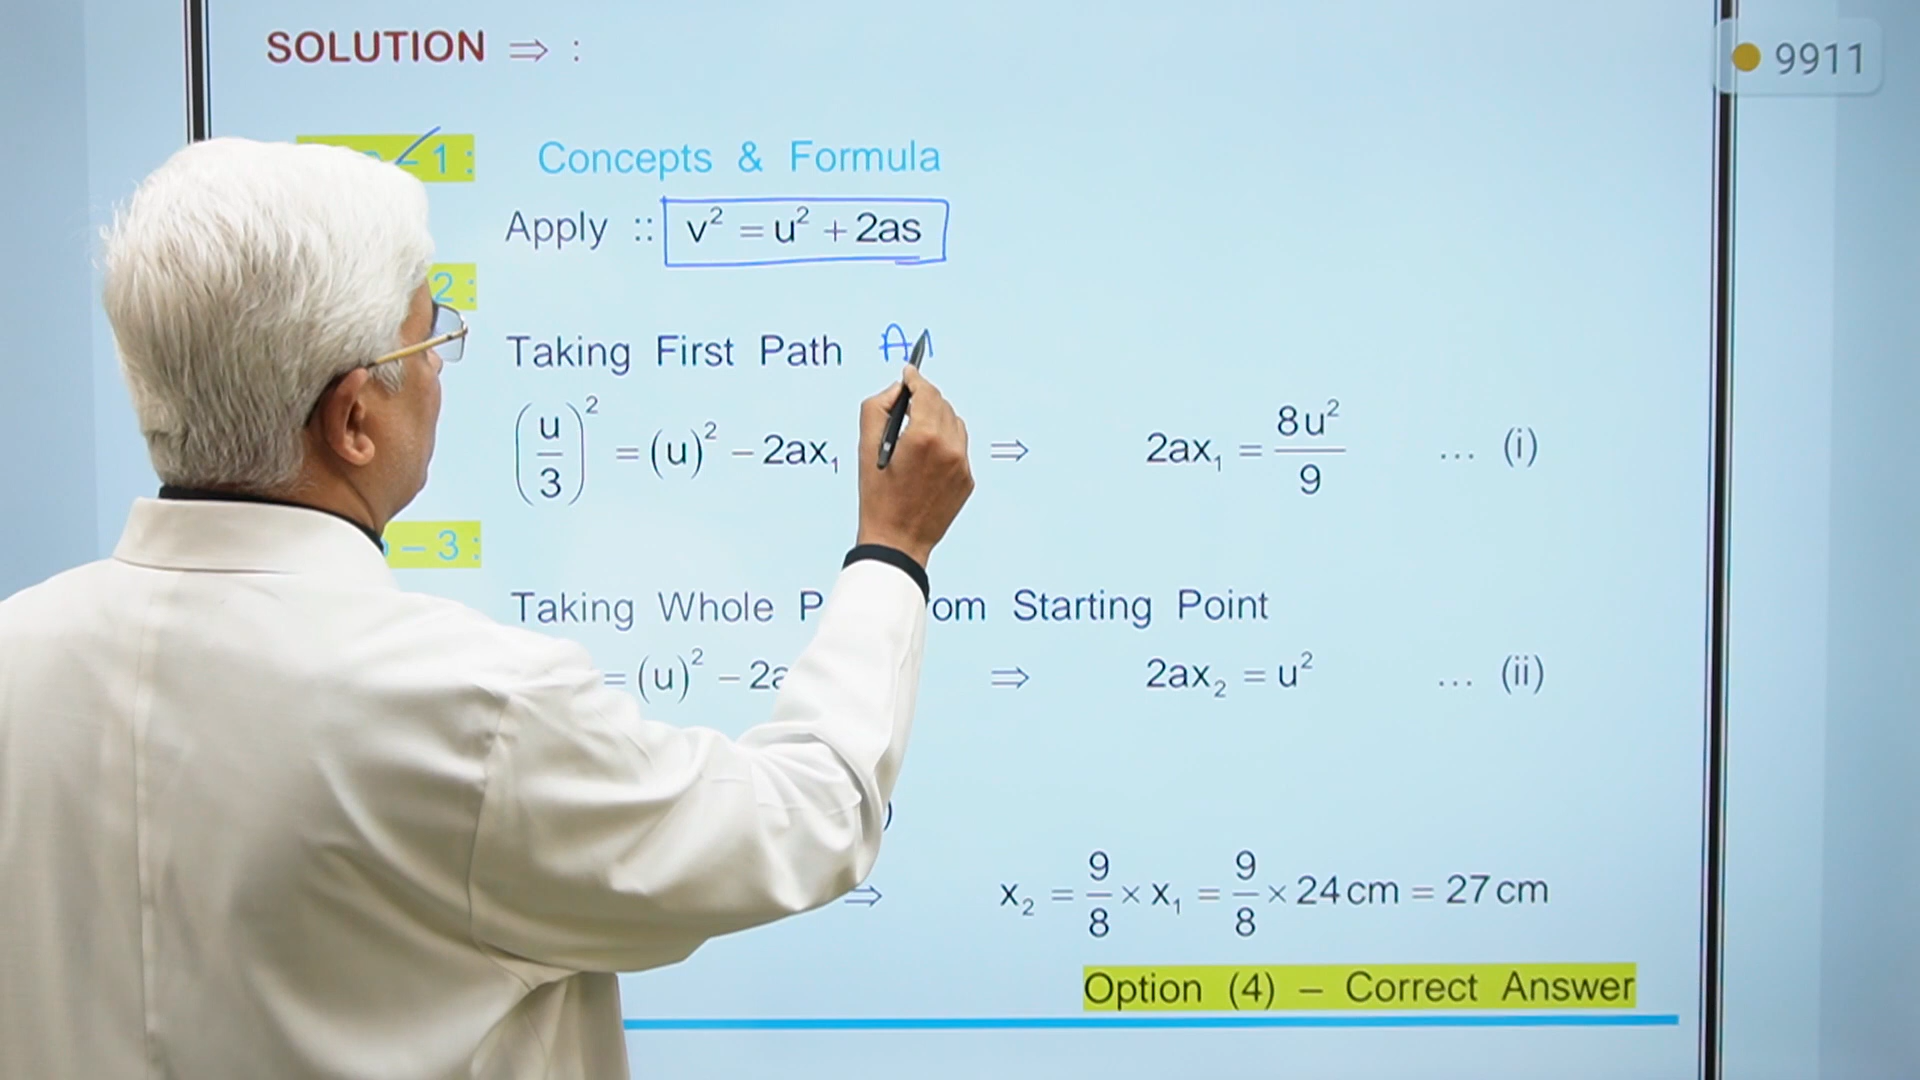 SOLUTION ⇒ :
9911
– 1 : Concepts & Formula
Apply :: v² = u² + 2as
2 :
Taking First Path A
(u/3)² = (u)² – 2ax₁ ⇒ 2ax₁ = 8u²/9 ... (i)
– 3 :
Taking Whole Starting Point
= (u)² – 2a ⇒ 2ax₂ = u² ... (ii)
)
⇒ x₂ = 9/8 × x₁ = 9/8 × 24 cm = 27 cm
Option (4) – Correct Answer